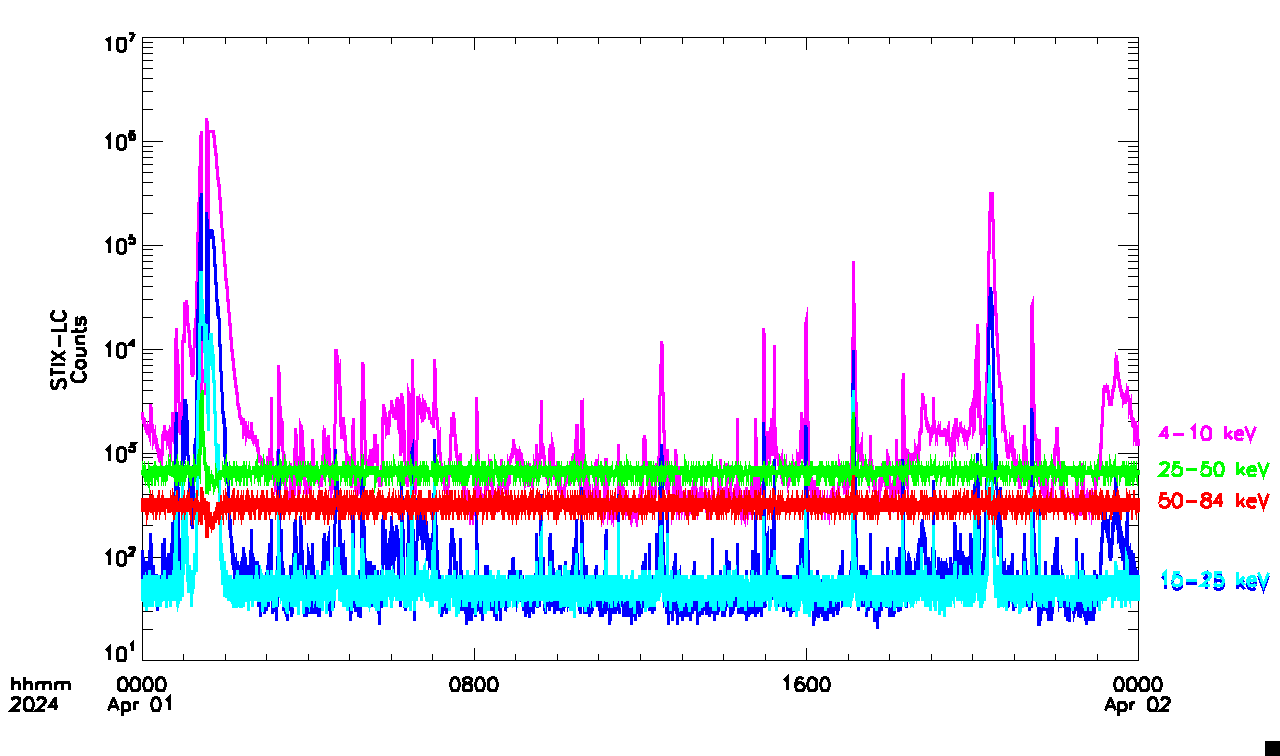 10⁷
10⁶
10⁵
10⁴
10³
10²
10¹
STIX-LC
Counts
4-10 keV
25-50 keV
50-84 keV
15-25 keV
hhmm 0000 0800 1600 0000
2024 Apr 01 Apr 02